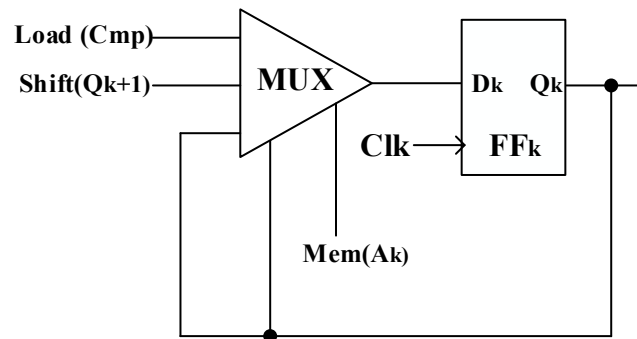 Load (Cmp)
Shift(Qk+1)
MUX
Dk
Qk
Clk
FFk
Mem(Ak)